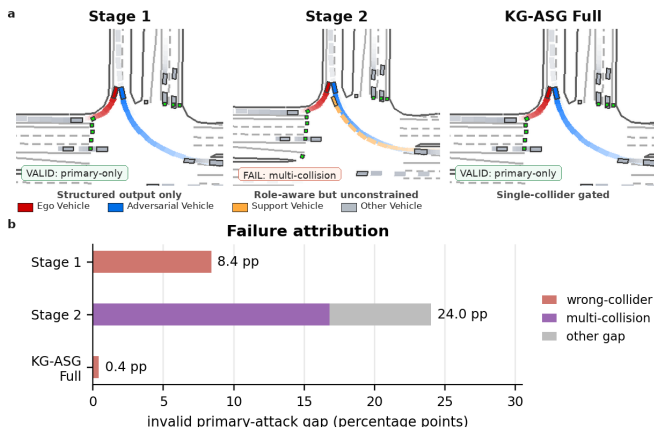 a
Stage 1
Stage 2
KG-ASG Full
VALID: primary-only
FAIL: multi-collision
VALID: primary-only
Structured output only
Role-aware but unconstrained
Single-collider gated
Ego Vehicle
Adversarial Vehicle
Support Vehicle
Other Vehicle
b
Failure attribution
Stage 1
8.4 pp
Stage 2
24.0 pp
KG-ASG
Full
0.4 pp
wrong-collider
multi-collision
other gap
0 5 10 15 20 25 30
invalid primary-attack gap (percentage points)